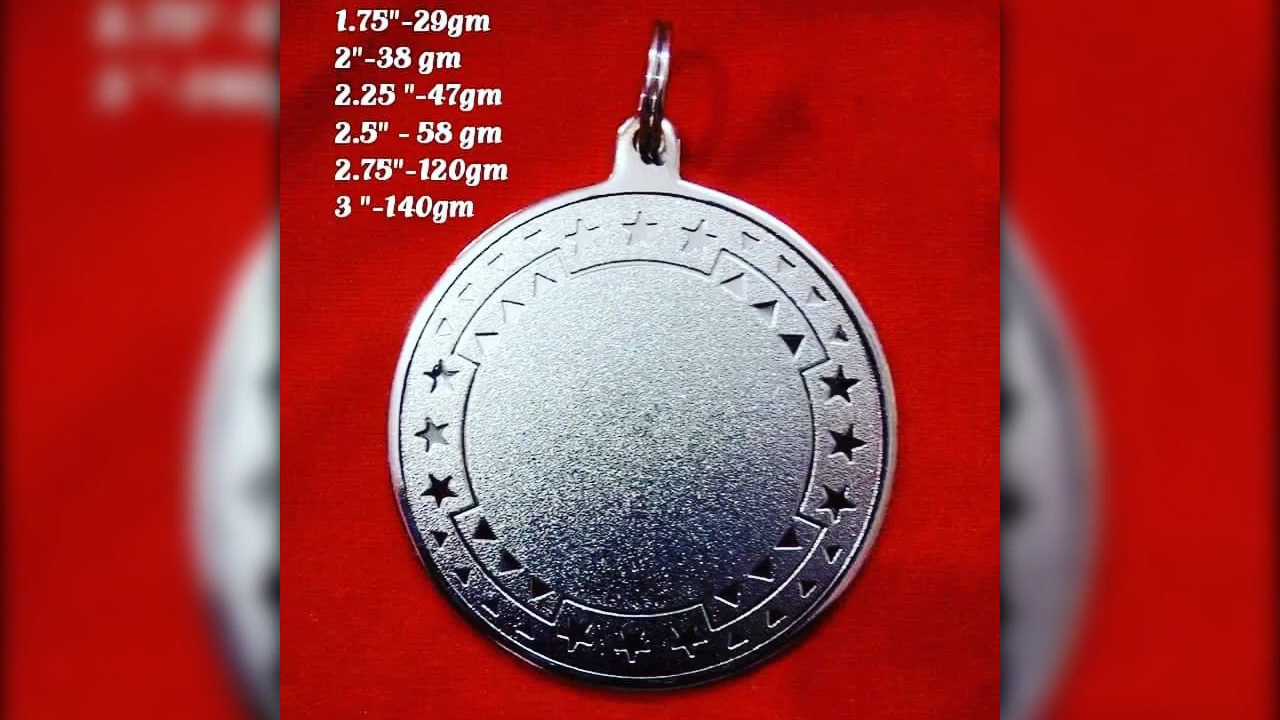 1.75"-29gm
2"-38 gm
2.25 "-47gm
2.5" - 58 gm
2.75"-120gm
3 "-140gm